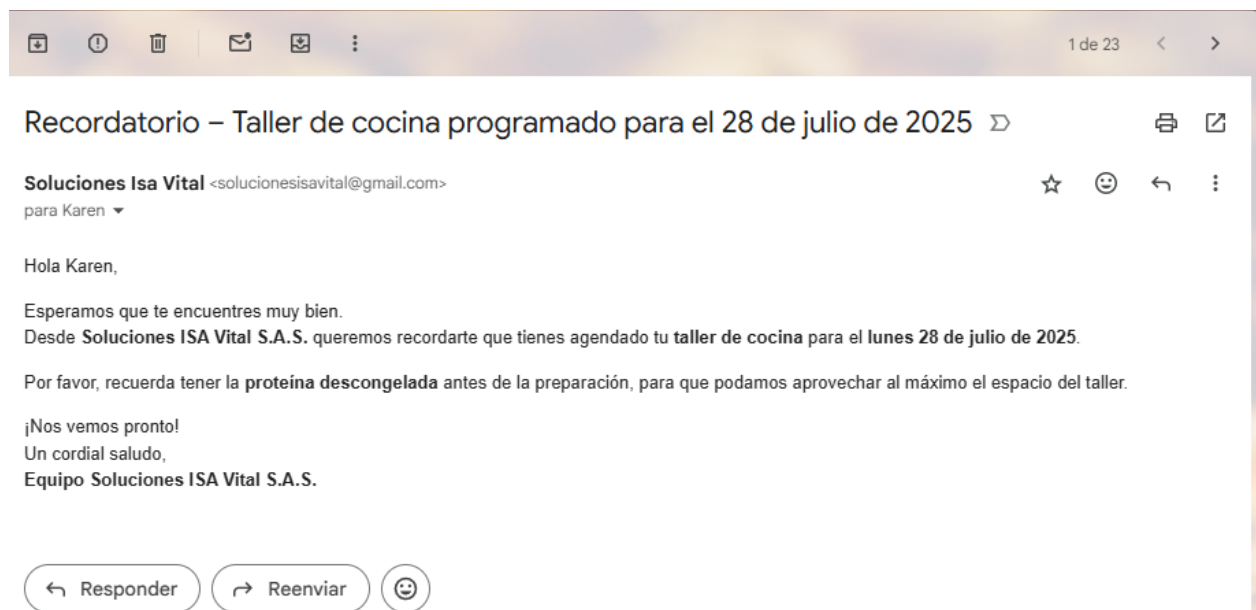 1 de 23
Recordatorio – Taller de cocina programado para el 28 de julio de 2025
Soluciones Isa Vital <solucionesisavital@gmail.com>
para Karen
Hola Karen,
Esperamos que te encuentres muy bien.
Desde Soluciones ISA Vital S.A.S. queremos recordarte que tienes agendado tu taller de cocina para el lunes 28 de julio de 2025.
Por favor, recuerda tener la proteína descongelada antes de la preparación, para que podamos aprovechar al máximo el espacio del taller.
¡Nos vemos pronto!
Un cordial saludo,
Equipo Soluciones ISA Vital S.A.S.
Responder
Reenviar